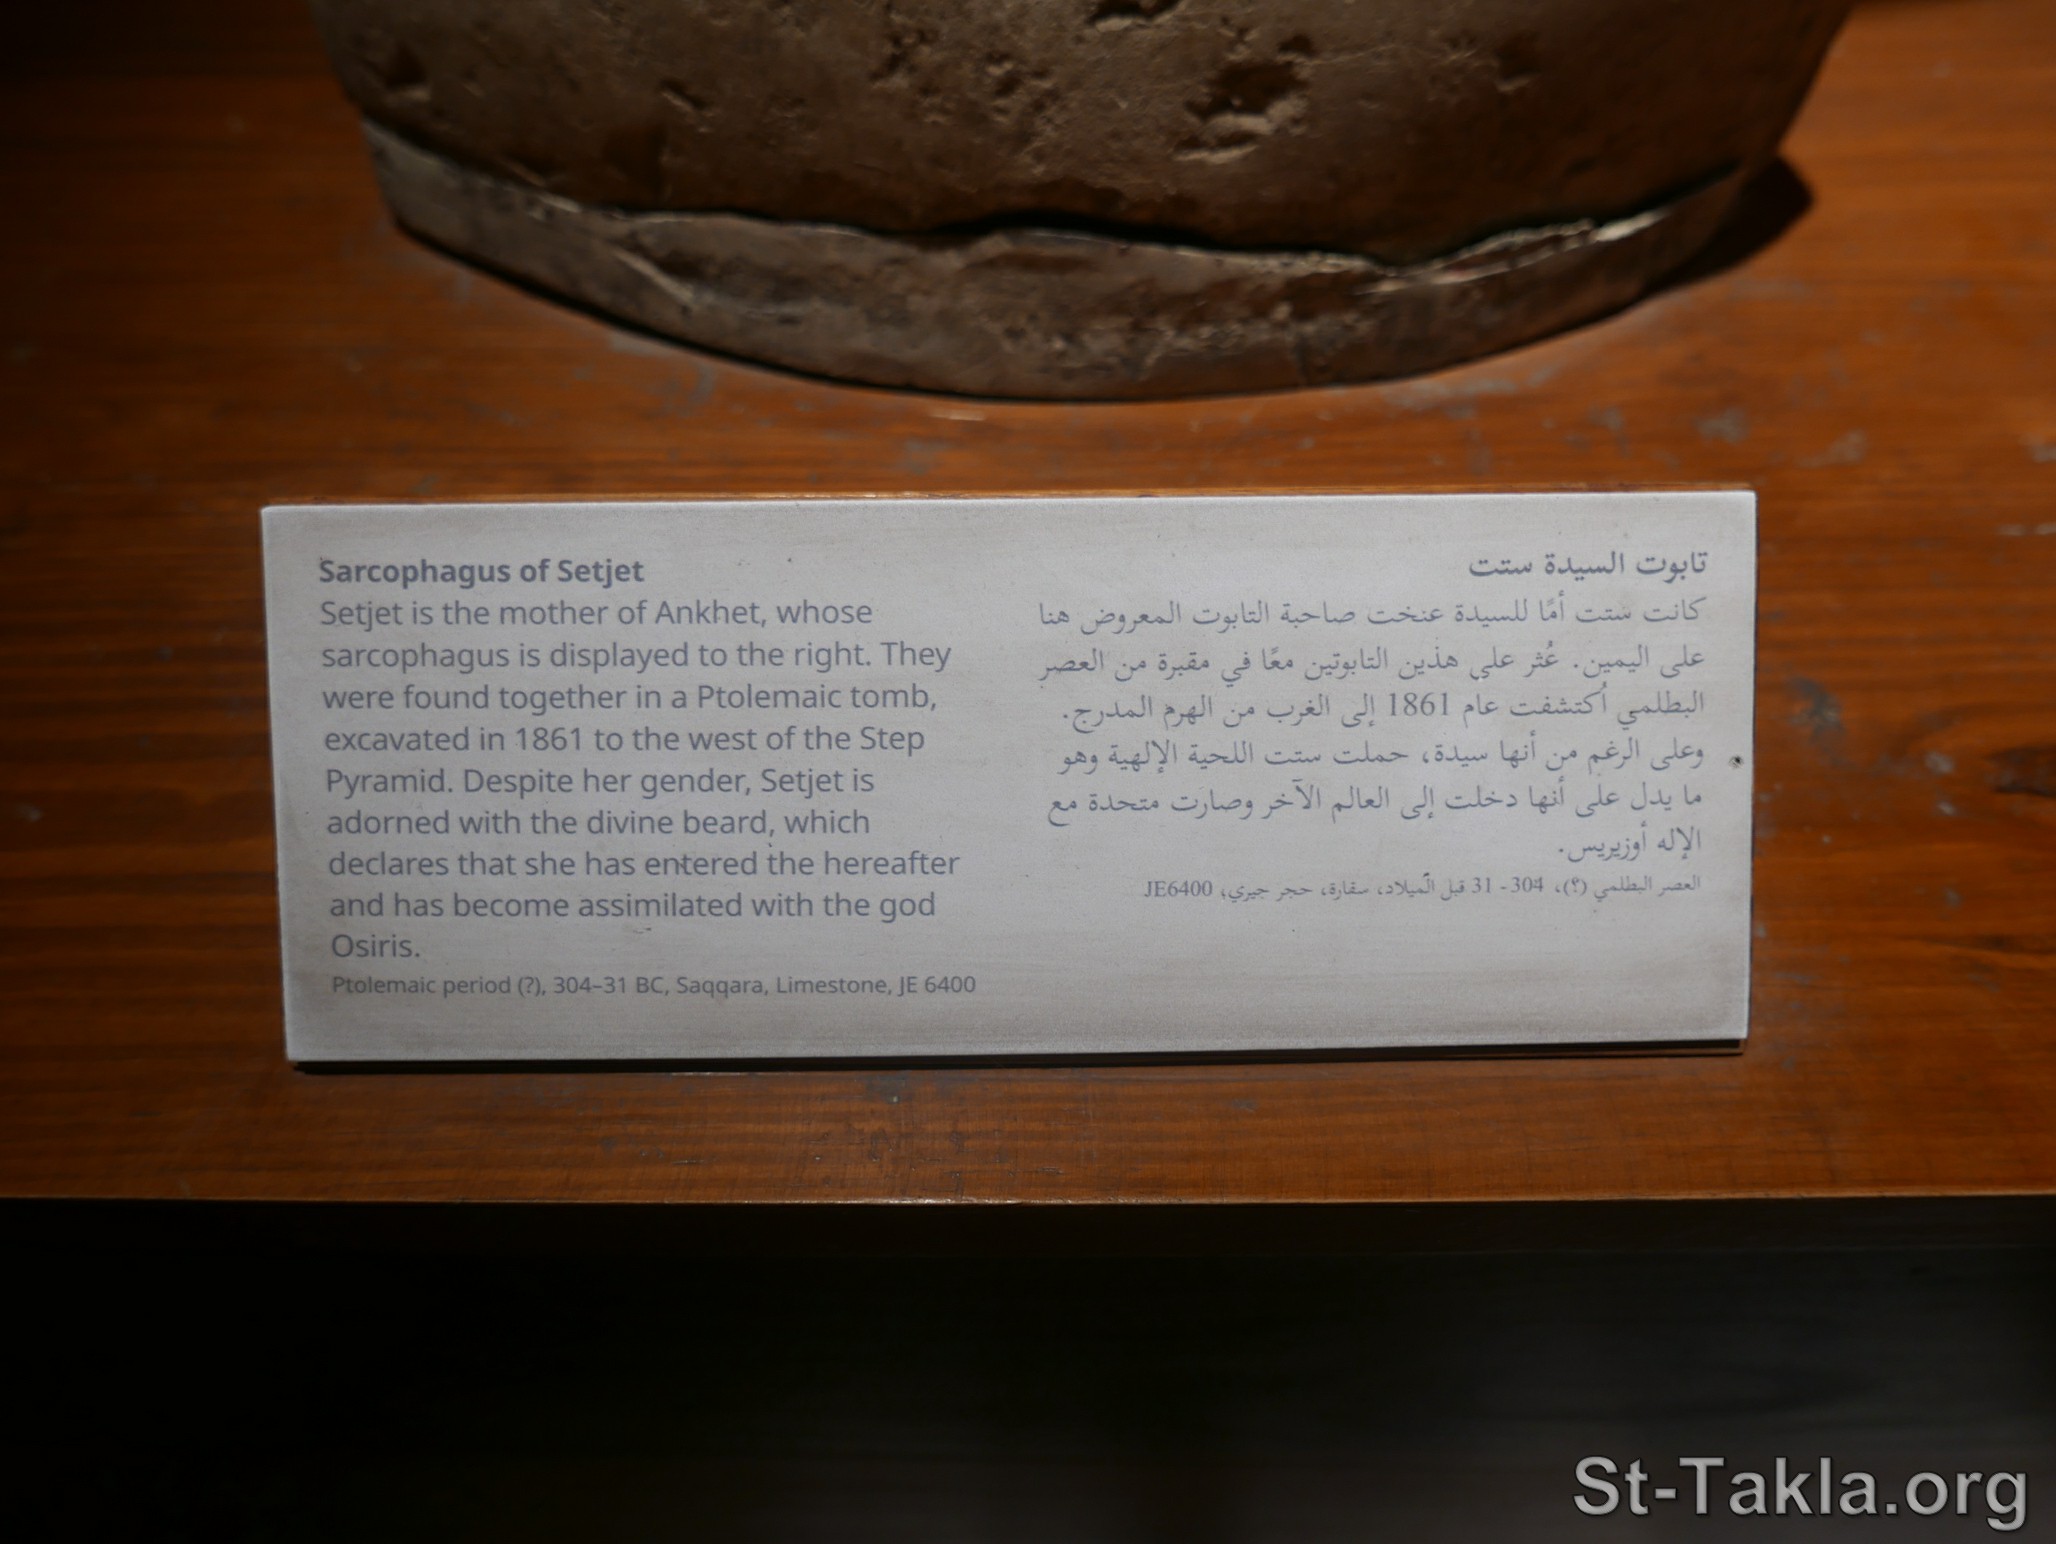 Sarcophagus of Setjet
Setjet is the mother of Ankhet, whose
sarcophagus is displayed to the right. They
were found together in a Ptolemaic tomb,
excavated in 1861 to the west of the Step
Pyramid. Despite her gender, Setjet is
adorned with the divine beard, which
declares that she has entered the hereafter
and has become assimilated with the god
Osiris.
Ptolemaic period (?), 304–31 BC, Saqqara, Limestone, JE 6400
تابوت السيدة ستت
كانت ستت أمًا للسيدة عنخت صاحبة التابوت المعروض هنا
على اليمين. عُثر على هذين التابوتين معًا في مقبرة من العصر
البطلمي اُكتشفت عام 1861 إلى الغرب من الهرم المدرج.
وعلى الرغم من أنها سيدة، حملت ستت اللحية الإلهية وهو
ما يدل على أنها دخلت إلى العالم الآخر وصارت متحدة مع
الإله أوزيريس.
العصر البطلمي (؟)، 304- 31 قبل الميلاد، سقارة، حجر جيري، JE6400
St-Takla.org